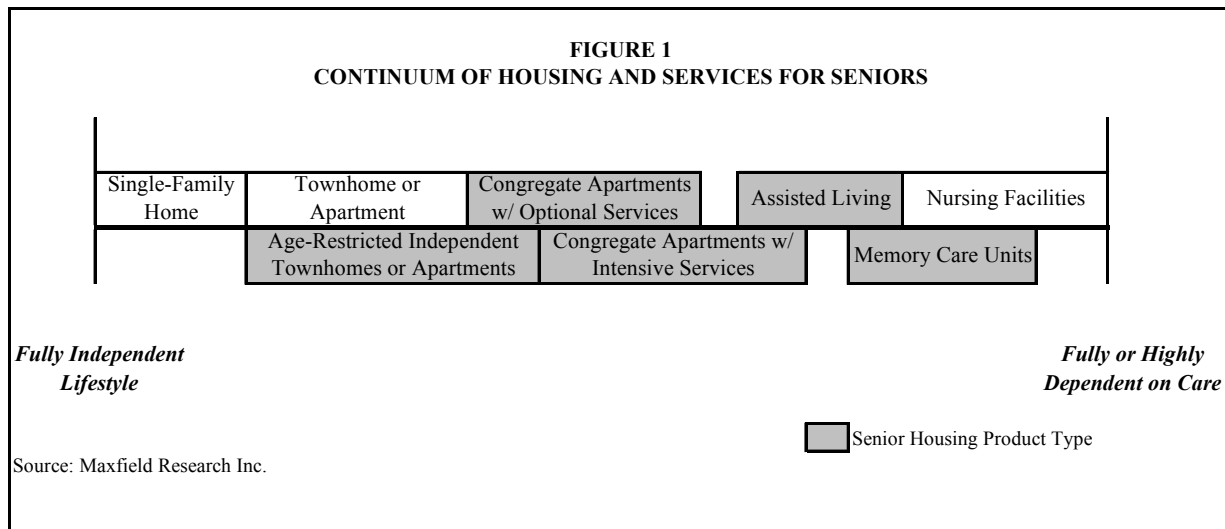 FIGURE 1
CONTINUUM OF HOUSING AND SERVICES FOR SENIORS
Single-Family
Home
Townhome or
Apartment
Congregate Apartments
w/ Optional Services
Assisted Living
Nursing Facilities
Age-Restricted Independent
Townhomes or Apartments
Congregate Apartments w/
Intensive Services
Memory Care Units
Fully Independent
Lifestyle
Fully or Highly
Dependent on Care
Senior Housing Product Type
Source: Maxfield Research Inc.